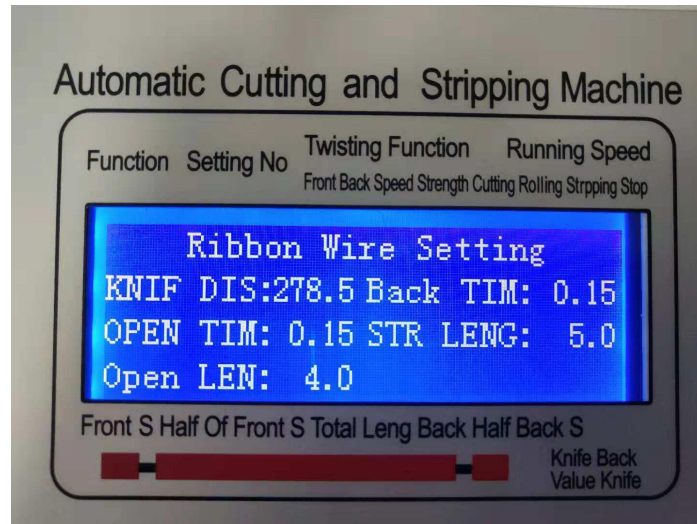 Automatic Cutting and Stripping Machine
Function Setting No Twisting Function Running Speed
Front Back Speed Strength Cutting Rolling Strpping Stop
Ribbon Wire Setting
KNIF DIS:278.5 Back TIM: 0.15
OPEN TIM: 0.15 STR LENG: 5.0
Open LEN: 4.0
Front S Half Of Front S Total Leng Back Half Back S
Knife Back
Value Knife